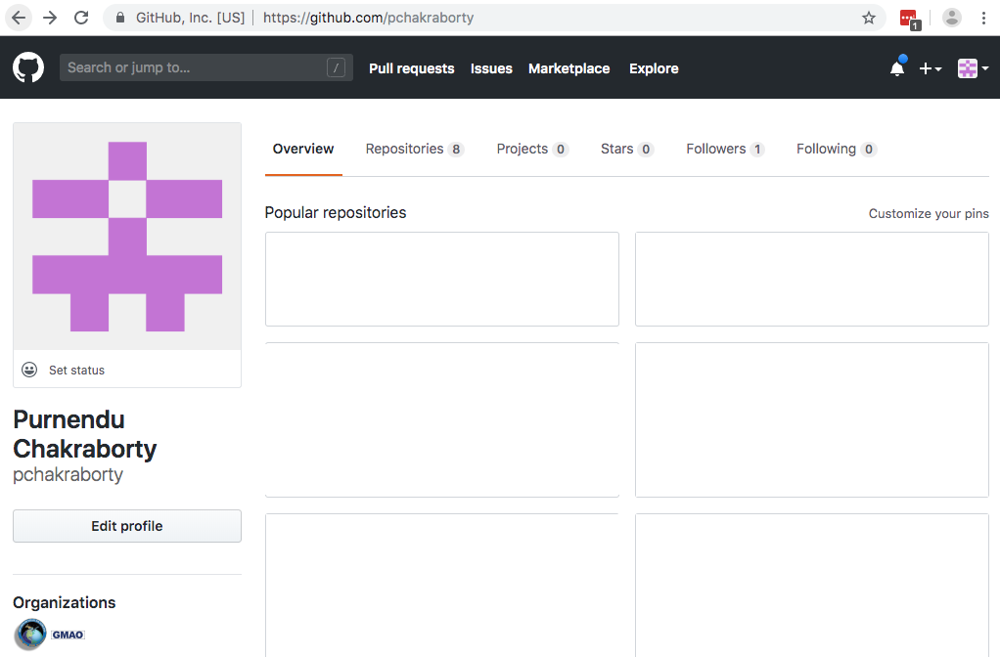 GitHub, Inc. [US] https://github.com/pchakraborty
1
Search or jump to... /
Pull requests Issues Marketplace Explore
Overview Repositories 8 Projects 0 Stars 0 Followers 1 Following 0
Popular repositories Customize your pins
Set status
Purnendu
Chakraborty
pchakraborty
Edit profile
Organizations
GMAO